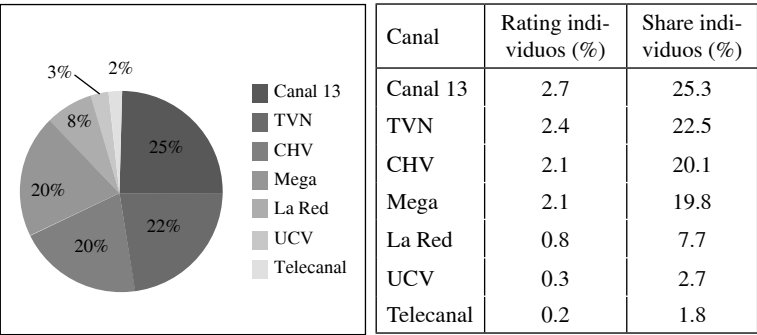 3%
2%
8%
25%
20%
22%
20%
Canal 13
TVN
CHV
Mega
La Red
UCV
Telecanal
Canal Rating indi- Share indi-
viduos (%) viduos (%)
Canal 13 2.7 25.3
TVN 2.4 22.5
CHV 2.1 20.1
Mega 2.1 19.8
La Red 0.8 7.7
UCV 0.3 2.7
Telecanal 0.2 1.8